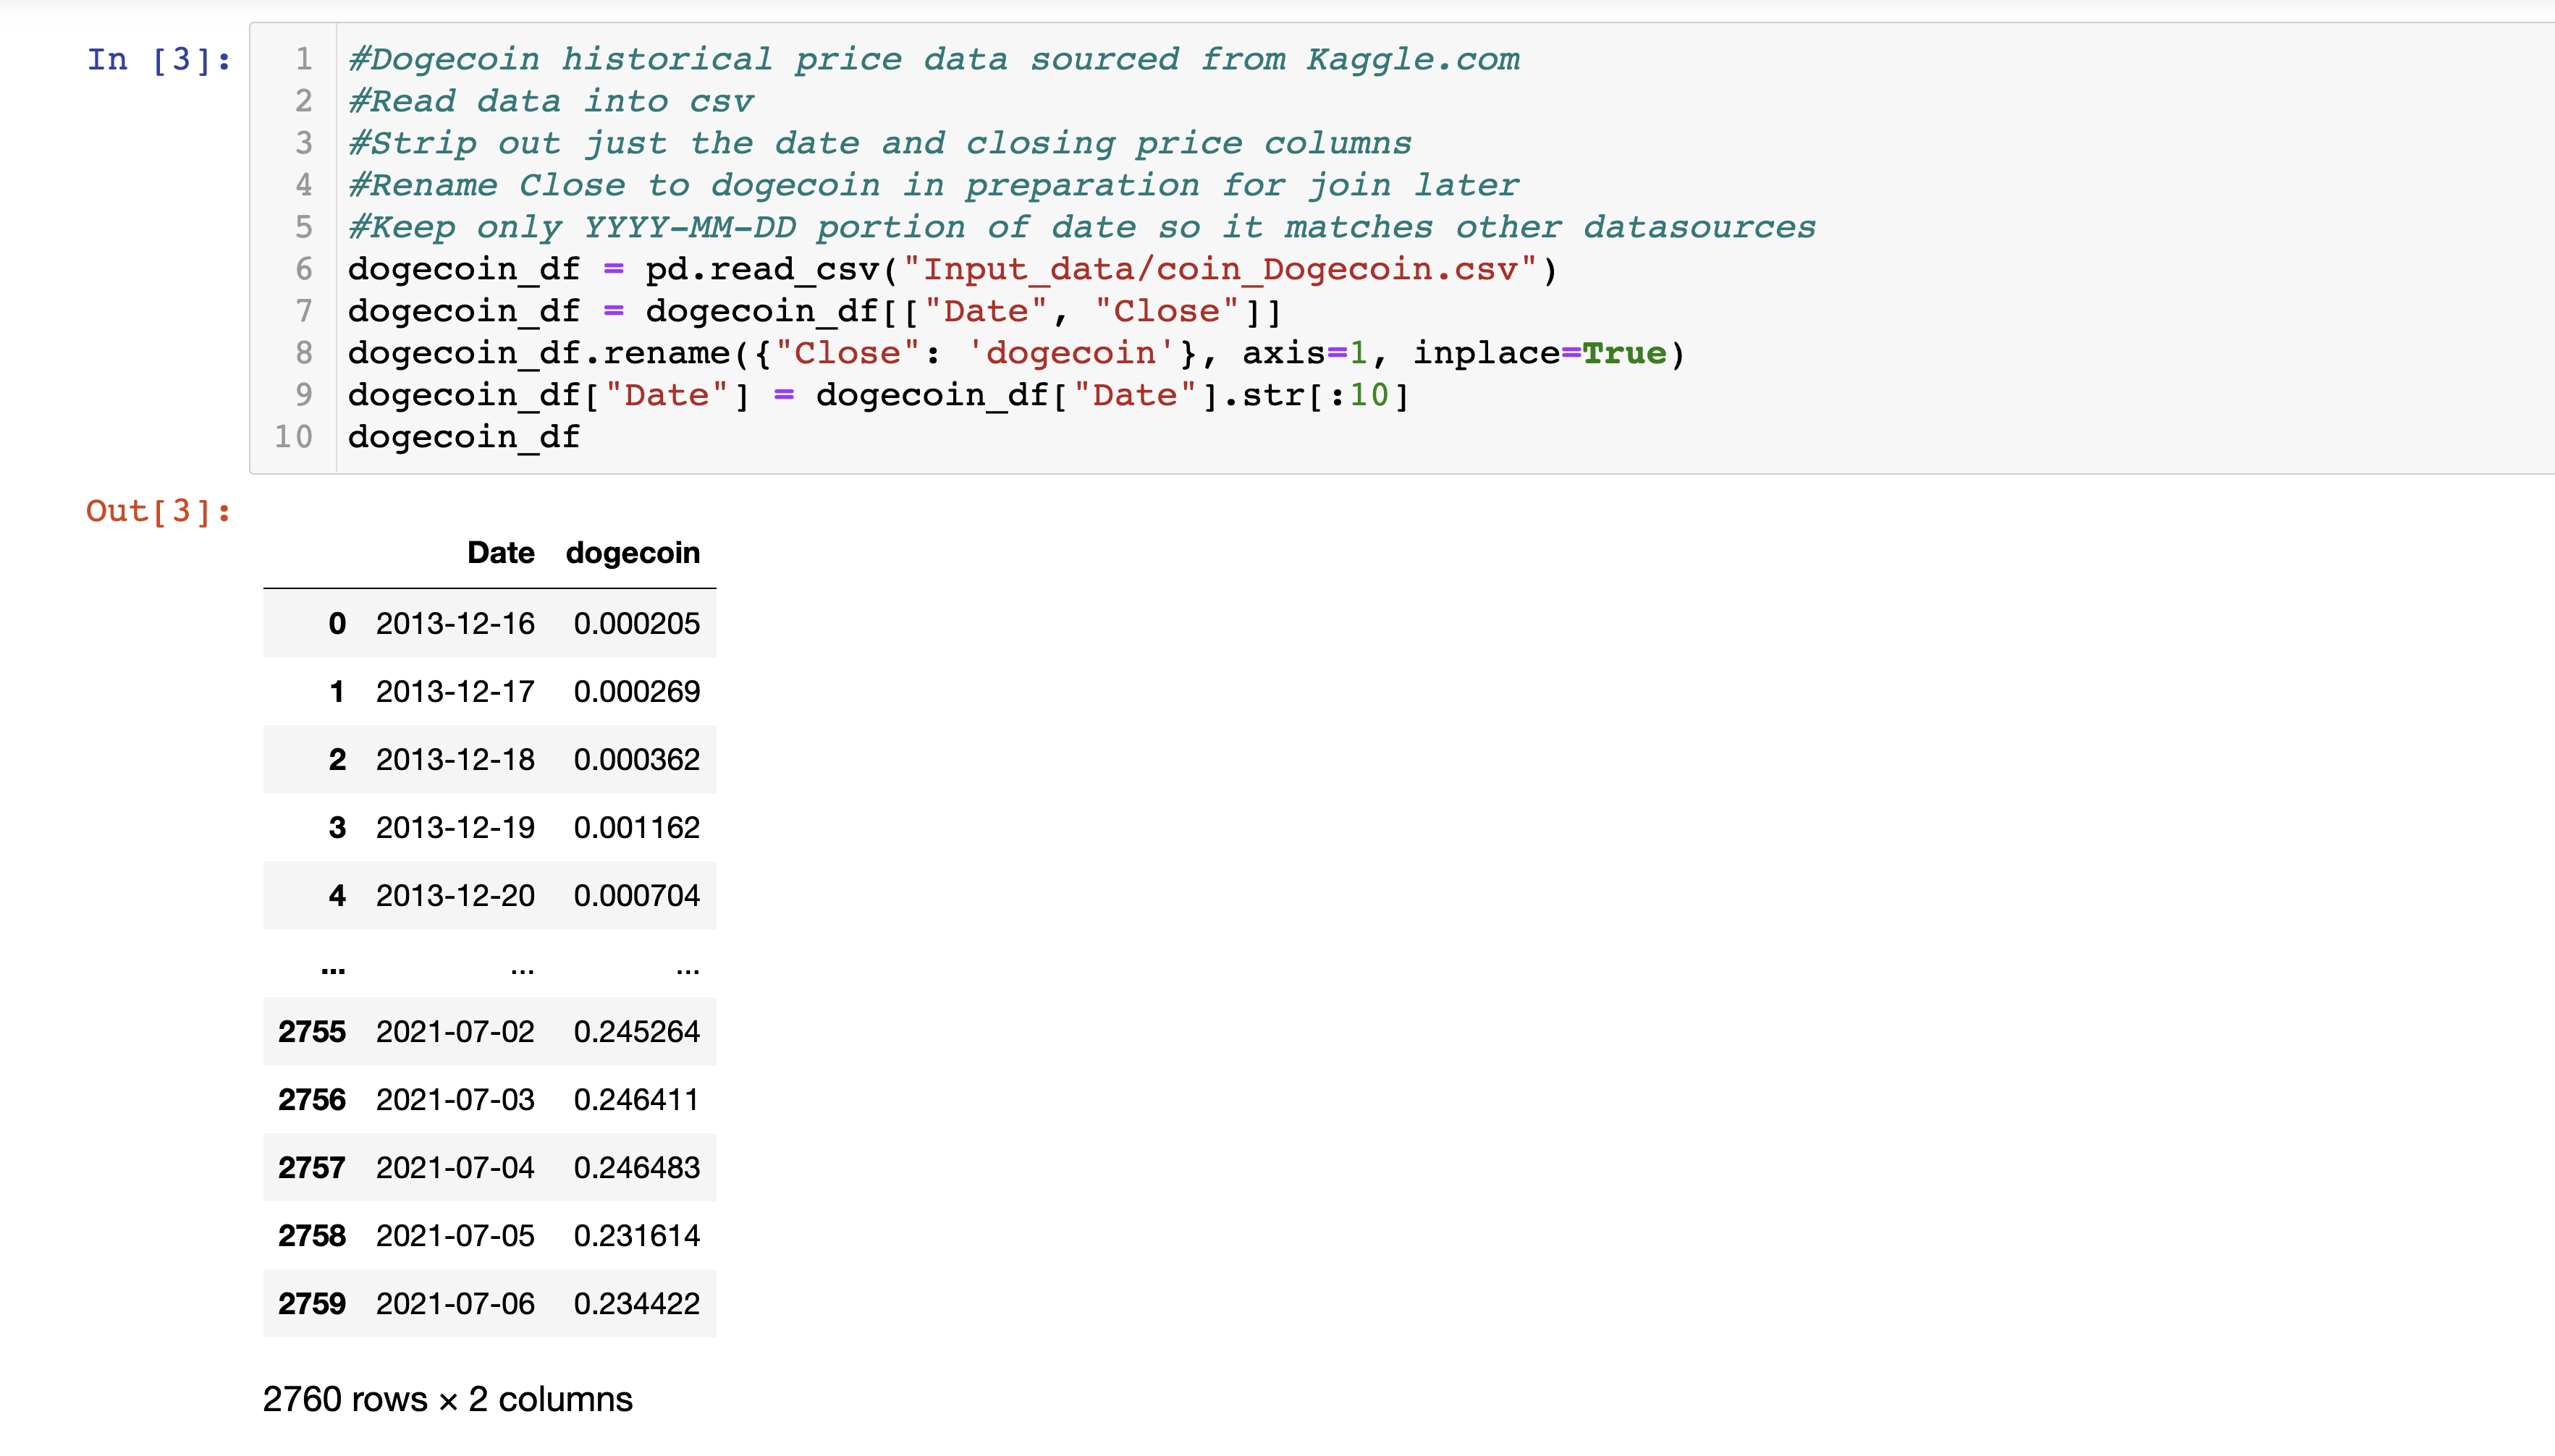 In [3]:
1 #Dogecoin historical price data sourced from Kaggle.com
2 #Read data into csv
3 #Strip out just the date and closing price columns
4 #Rename Close to dogecoin in preparation for join later
5 #Keep only YYYY-MM-DD portion of date so it matches other datasources
6 dogecoin_df = pd.read_csv("Input_data/coin_Dogecoin.csv")
7 dogecoin_df = dogecoin_df[["Date", "Close"]]
8 dogecoin_df.rename({"Close": 'dogecoin'}, axis=1, inplace=True)
9 dogecoin_df["Date"] = dogecoin_df["Date"].str[:10]
10 dogecoin_df
Out[3]:
Date dogecoin
0 2013-12-16 0.000205
1 2013-12-17 0.000269
2 2013-12-18 0.000362
3 2013-12-19 0.001162
4 2013-12-20 0.000704
... ... ...
2755 2021-07-02 0.245264
2756 2021-07-03 0.246411
2757 2021-07-04 0.246483
2758 2021-07-05 0.231614
2759 2021-07-06 0.234422
2760 rows × 2 columns